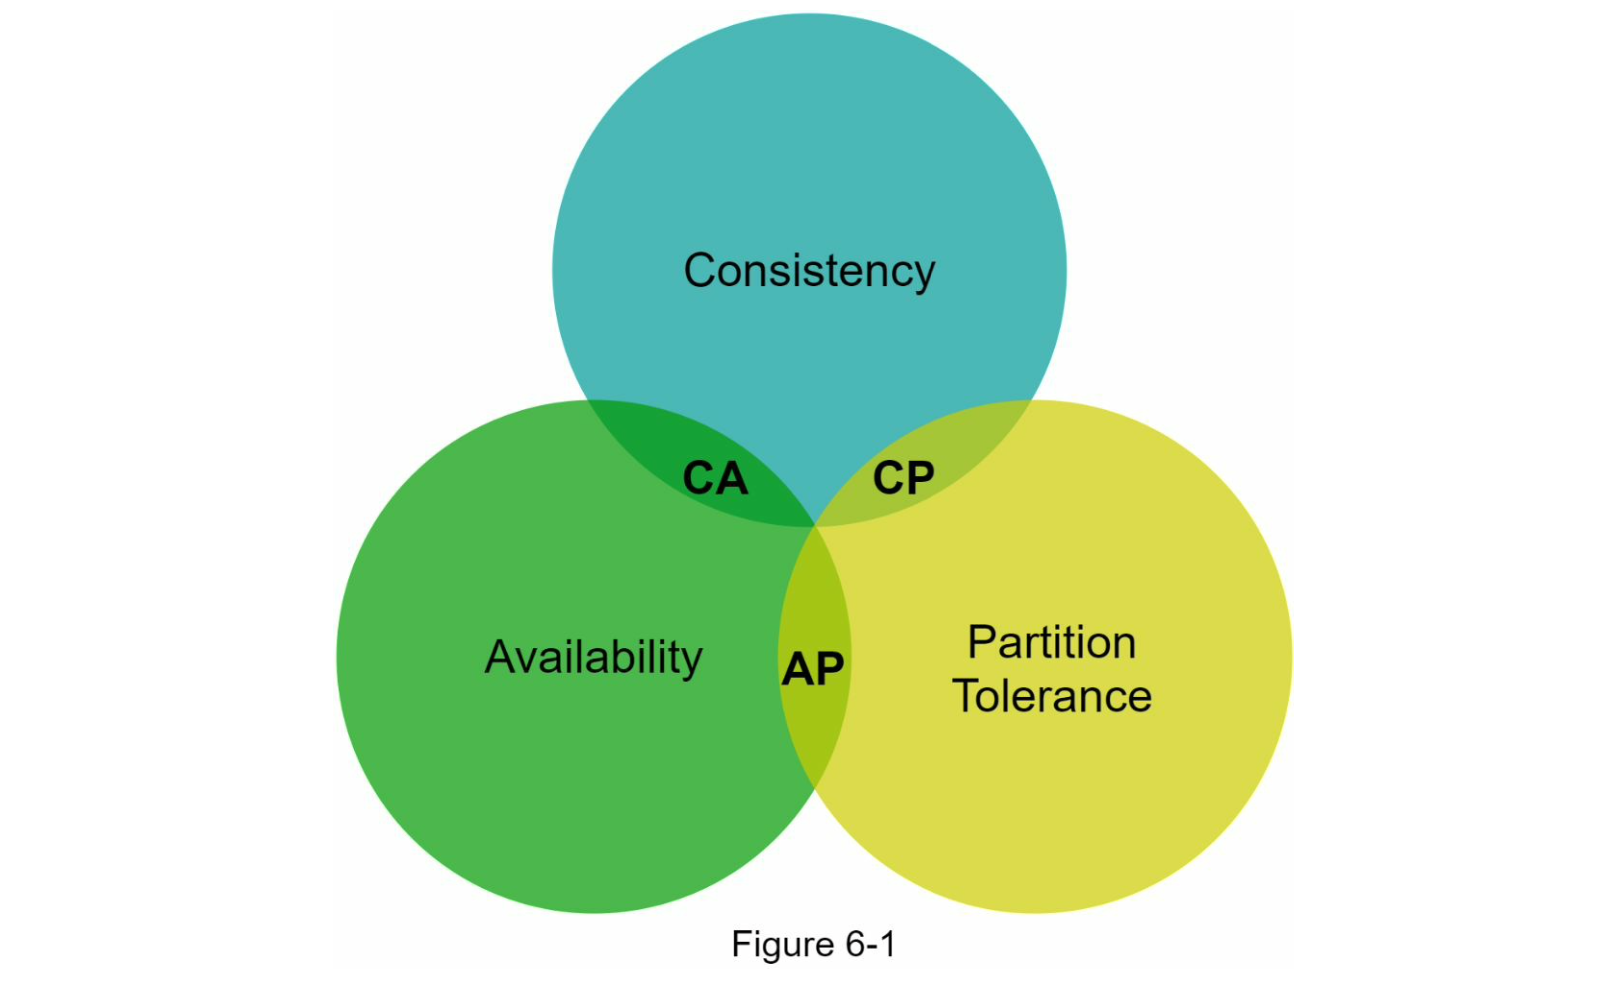 Consistency
CA
CP
Availability
AP
Partition
Tolerance
Figure 6-1